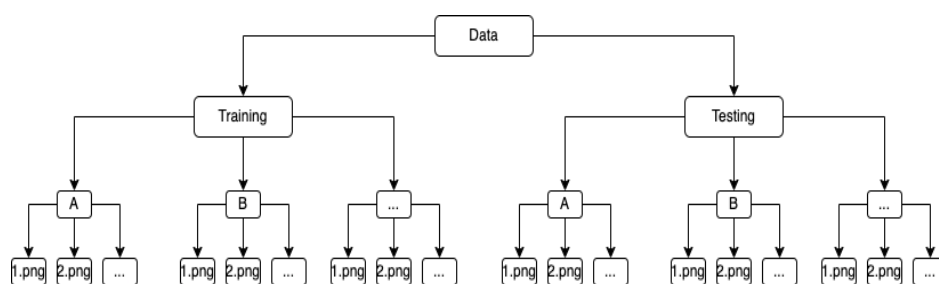 Data
Training Testing
A B ... A B ...
1.png 2.png ... 1.png 2.png ... 1.png 2.png ... 1.png 2.png ... 1.png 2.png ... 1.png 2.png ...